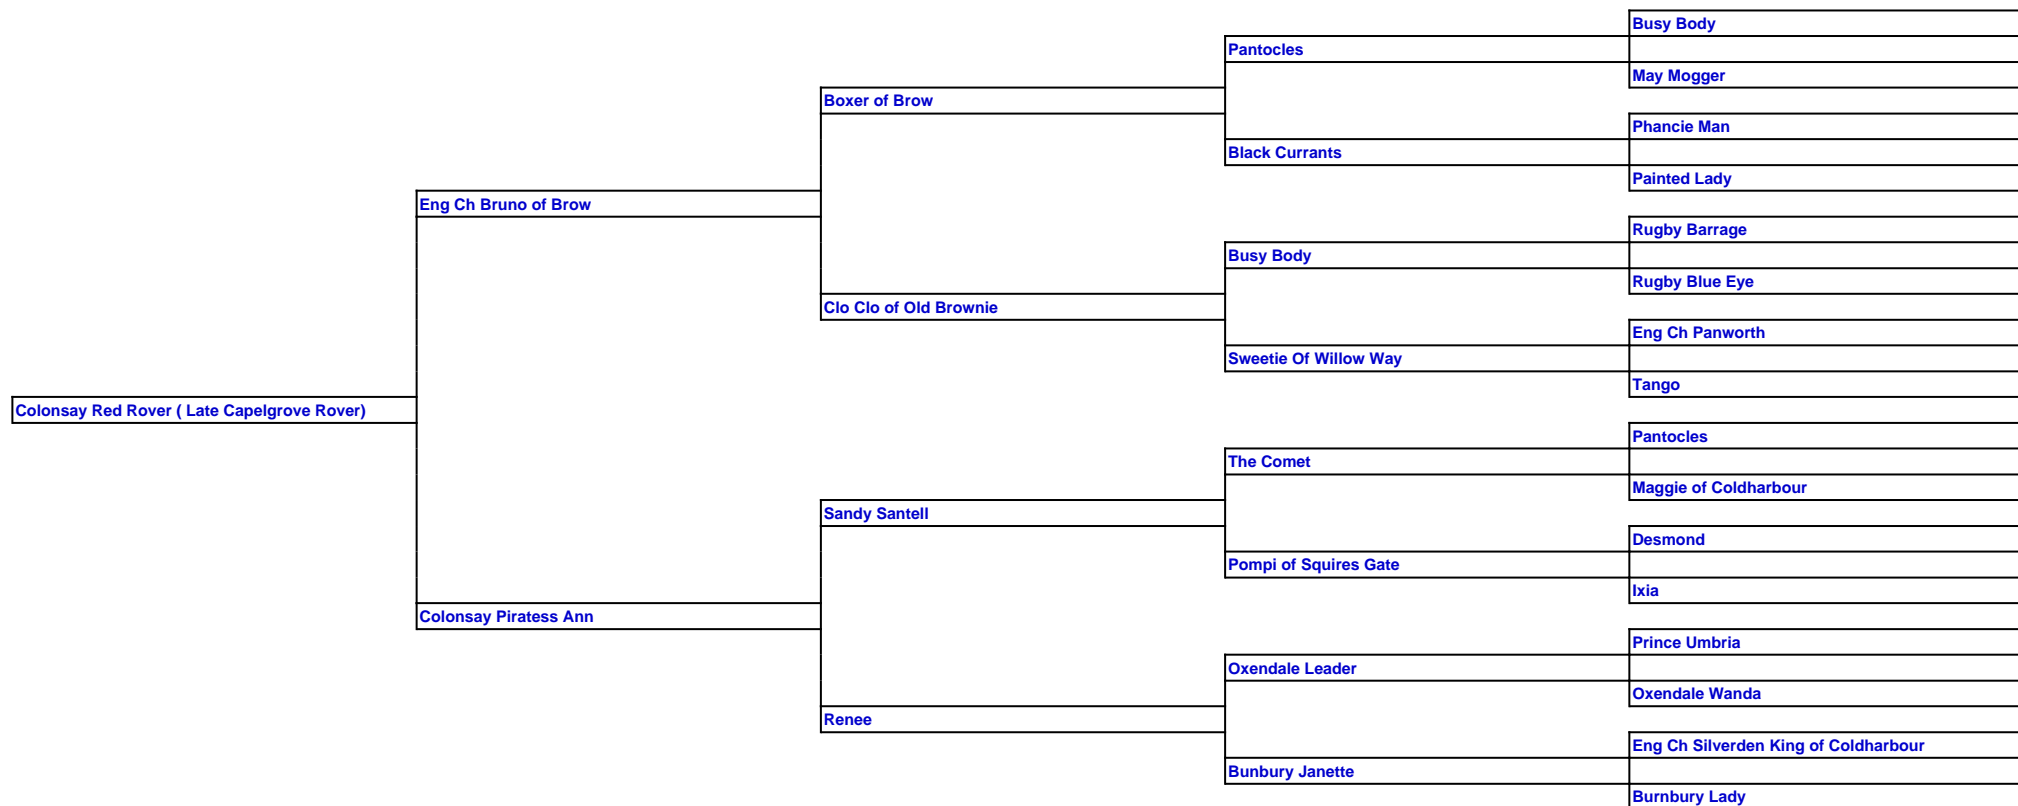 Busy Body
Pantocles
May Mogger
Boxer of Brow
Phancie Man
Black Currants
Painted Lady
Eng Ch Bruno of Brow
Rugby Barrage
Busy Body
Rugby Blue Eye
Clo Clo of Old Brownie
Eng Ch Panworth
Sweetie Of Willow Way
Tango
Colonsay Red Rover ( Late Capelgrove Rover)
Pantocles
The Comet
Maggie of Coldharbour
Sandy Santell
Desmond
Pompi of Squires Gate
Ixia
Colonsay Piratess Ann
Prince Umbria
Oxendale Leader
Oxendale Wanda
Renee
Eng Ch Silverden King of Coldharbour
Bunbury Janette
Burnbury Lady